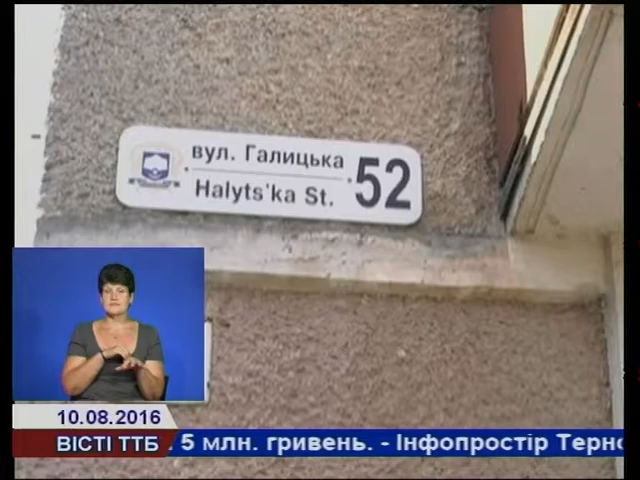 вул. Галицька
Halyts'ka St.
52
10.08.2016
ВІСТІ ТТБ
5 млн. гривень. - Інфопростір Терно